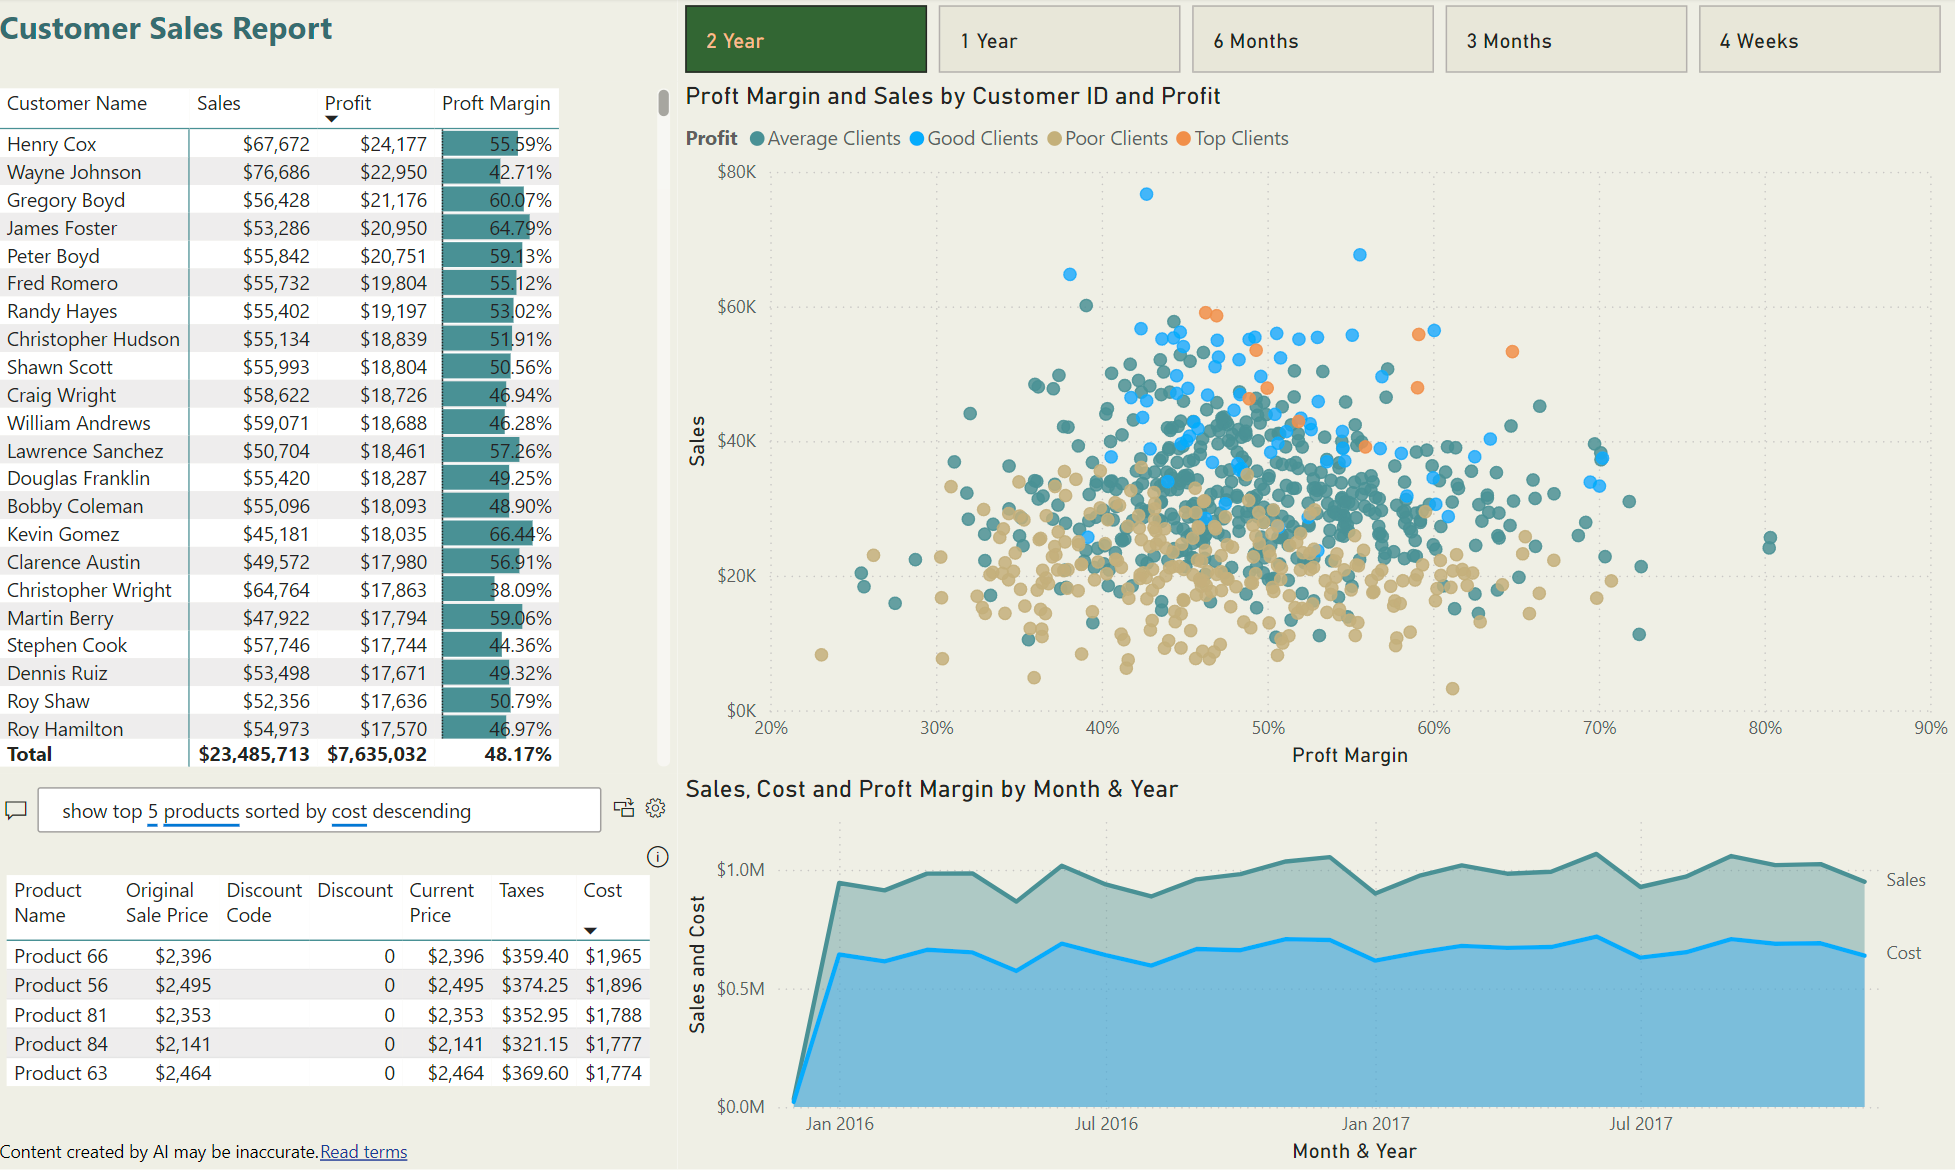 Customer Sales Report
Customer Name Sales Profit Proft Margin
Henry Cox $67,672 $24,177 55.59%
Wayne Johnson $76,686 $22,950 42.71%
Gregory Boyd $56,428 $21,176 60.07%
James Foster $53,286 $20,950 64.79%
Peter Boyd $55,842 $20,751 59.13%
Fred Romero $55,732 $19,804 55.12%
Randy Hayes $55,402 $19,197 53.02%
Christopher Hudson $55,134 $18,839 51.91%
Shawn Scott $55,993 $18,804 50.56%
Craig Wright $58,622 $18,726 46.94%
William Andrews $59,071 $18,688 46.28%
Lawrence Sanchez $50,704 $18,461 57.26%
Douglas Franklin $55,420 $18,287 49.25%
Bobby Coleman $55,096 $18,093 48.90%
Kevin Gomez $45,181 $18,035 66.44%
Clarence Austin $49,572 $17,980 56.91%
Christopher Wright $64,764 $17,863 38.09%
Martin Berry $47,922 $17,794 59.06%
Stephen Cook $57,746 $17,744 44.36%
Dennis Ruiz $53,498 $17,671 49.32%
Roy Shaw $52,356 $17,636 50.79%
Roy Hamilton $54,973 $17,570 46.97%
Total $23,485,713 $7,635,032 48.17%
show top 5 products sorted by cost descending
Product Name Original Sale Price Discount Code Discount Current Price Taxes Cost
Product 66 $2,396 0 $2,396 $359.40 $1,965
Product 56 $2,495 0 $2,495 $374.25 $1,896
Product 81 $2,353 0 $2,353 $352.95 $1,788
Product 84 $2,141 0 $2,141 $321.15 $1,777
Product 63 $2,464 0 $2,464 $369.60 $1,774
Content created by AI may be inaccurate. Read terms
2 Year 1 Year 6 Months 3 Months 4 Weeks
Proft Margin and Sales by Customer ID and Profit
Profit Average Clients Good Clients Poor Clients Top Clients
$80K
$60K
$40K
$20K
$0K
Sales
20% 30% 40% 50% 60% 70% 80% 90%
Proft Margin
Sales, Cost and Proft Margin by Month & Year
$1.0M
$0.5M
$0.0M
Sales and Cost
Sales
Cost
Jan 2016 Jul 2016 Jan 2017 Jul 2017
Month & Year